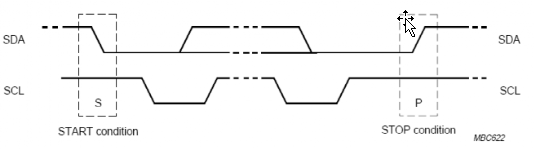 SDA SDA
SCL S P SCL
START condition STOP condition
MBC622